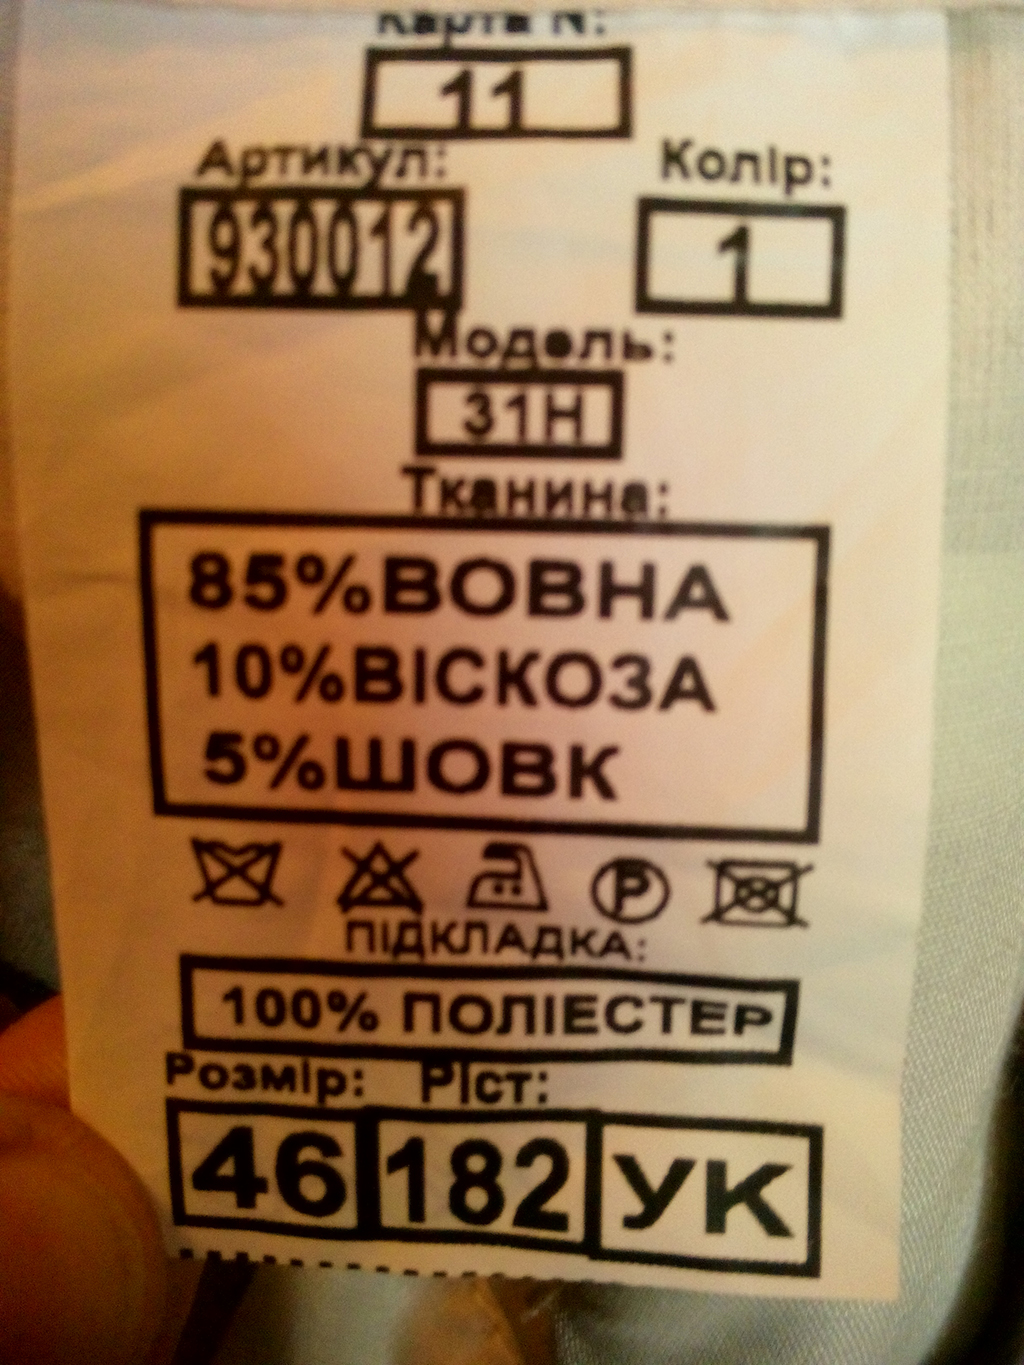 Карта N:
11
Артикул: Колір:
930012 1
Модель:
31Н
Тканина:
85%ВОВНА
10%ВІСКОЗА
5%ШОВК
P
ПІДКЛАДКА:
100% ПОЛІЕСТЕР
Розмір: РІст:
46 182 УК